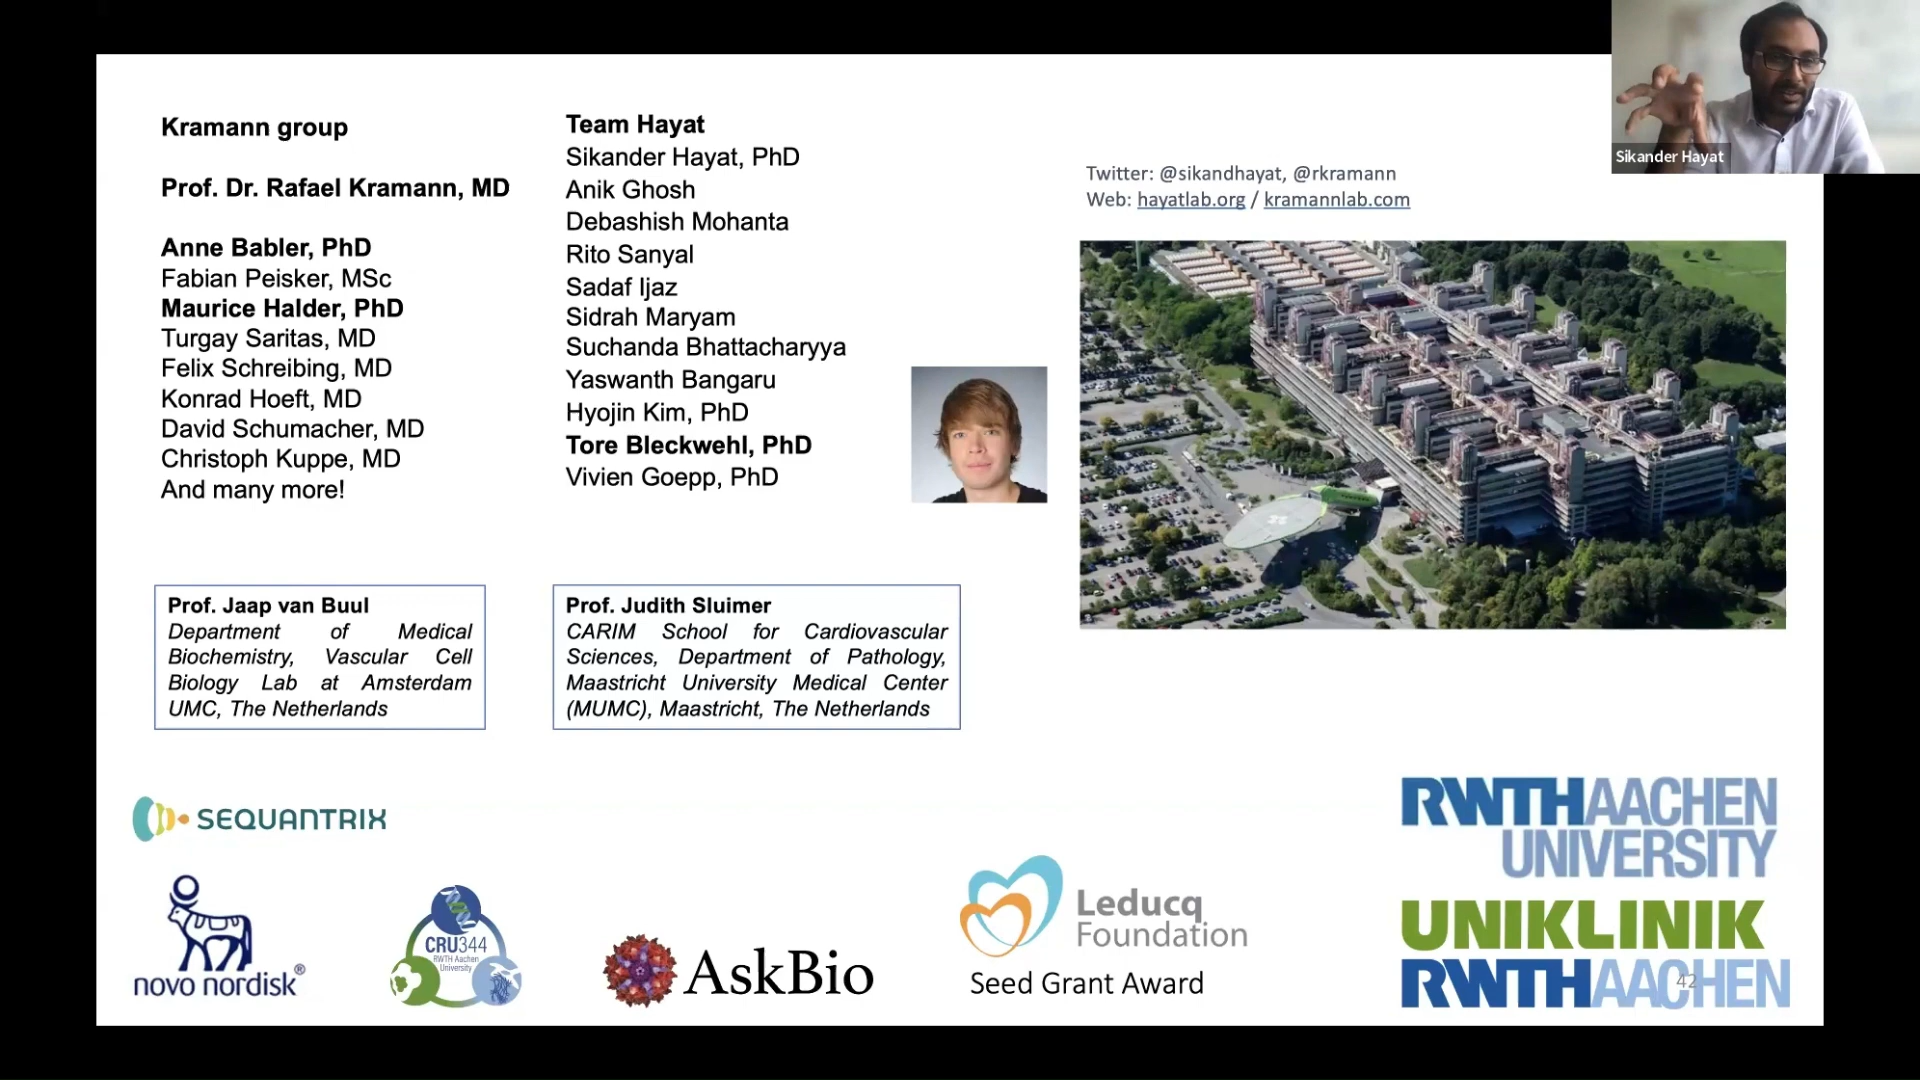 Kramann group
Prof. Dr. Rafael Kramann, MD
Anne Babler, PhD
Fabian Peisker, MSc
Maurice Halder, PhD
Turgay Saritas, MD
Felix Schreibing, MD
Konrad Hoeft, MD
David Schumacher, MD
Christoph Kuppe, MD
And many more!
Team Hayat
Sikander Hayat, PhD
Anik Ghosh
Debashish Mohanta
Rito Sanyal
Sadaf Ijaz
Sidrah Maryam
Suchanda Bhattacharyya
Yaswanth Bangaru
Hyojin Kim, PhD
Tore Bleckwehl, PhD
Vivien Goepp, PhD
Sikander Hayat
Twitter: @sikandhayat, @rkramann
Web: hayatlab.org / kramannlab.com
Prof. Jaap van Buul
Department of Medical
Biochemistry, Vascular Cell
Biology Lab at Amsterdam
UMC, The Netherlands
Prof. Judith Sluimer
CARIM School for Cardiovascular
Sciences, Department of Pathology,
Maastricht University Medical Center
(MUMC), Maastricht, The Netherlands
SEQUANTRIX
novo nordisk®
CRU344
RWTH Aachen
University
AskBio
Leducq
Foundation
Seed Grant Award
RWTHAACHEN
UNIVERSITY
UNIKLINIK
RWTHAACHEN
42